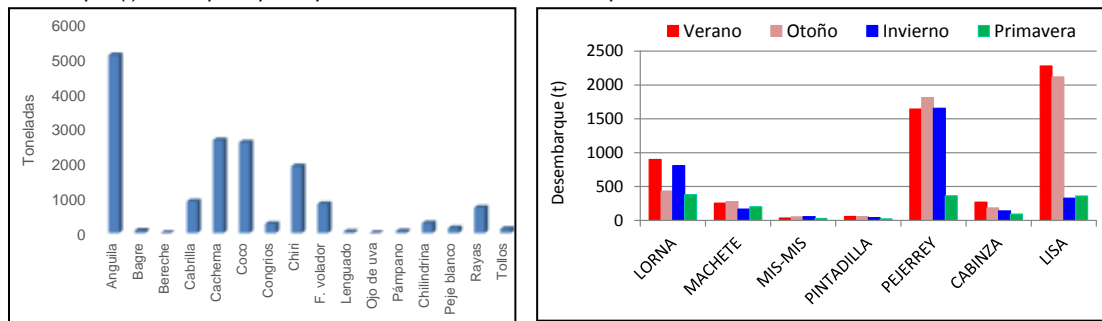 6000
5000
4000
3000
2000
1000
0
Toneladas
Anguila
Bagre
Bereche
Cabrilla
Cachema
Coco
Congrios
Chiri
F. volador
Lenguado
Ojo de uva
Pámpano
Chilindrina
Peje blanco
Rayas
Tollos
Verano Otoño Invierno Primavera
2500
2000
1500
1000
500
0
Desembarque (t)
LORNA
MACHETE
MIS-MIS
PINTADILLA
PEJERREY
CABINZA
LISA